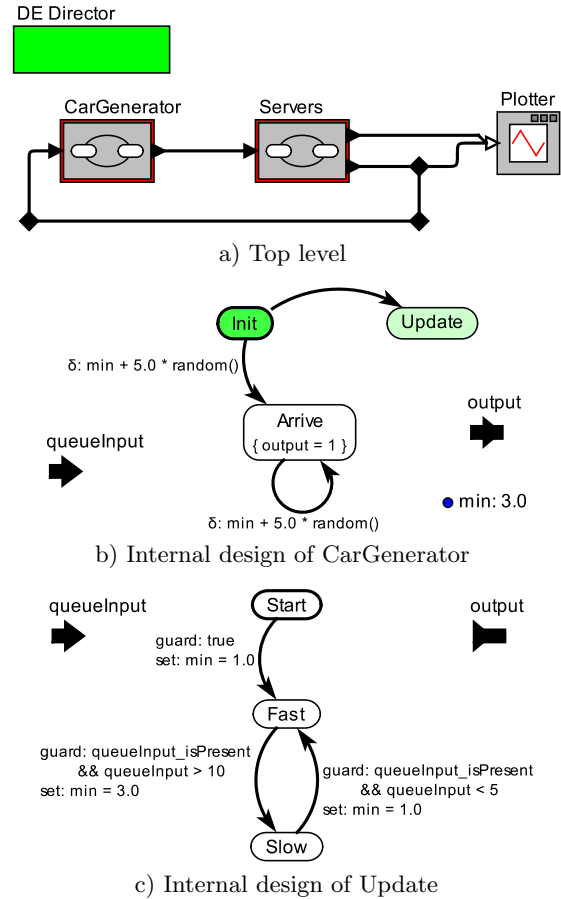 DE Director
CarGenerator
Servers
Plotter
a) Top level
Init
Update
δ: min + 5.0 * random()
Arrive
{ output = 1 }
output
queueInput
min: 3.0
δ: min + 5.0 * random()
b) Internal design of CarGenerator
queueInput
Start
output
guard: true
set: min = 1.0
Fast
guard: queueInput_isPresent
&& queueInput > 10
set: min = 3.0
guard: queueInput_isPresent
&& queueInput < 5
set: min = 1.0
Slow
c) Internal design of Update